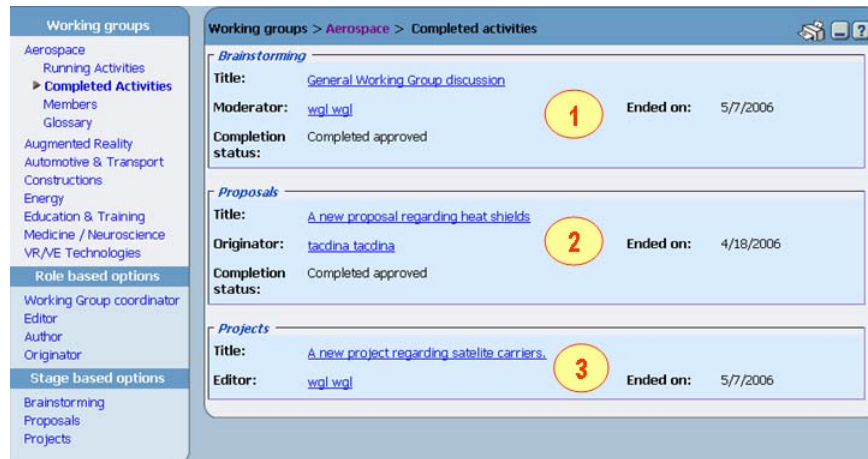 Working groups
Aerospace
Running Activities
Completed Activities
Members
Glossary
Augmented Reality
Automotive & Transport
Constructions
Energy
Education & Training
Medicine / Neuroscience
VR/VE Technologies
Role based options
Working Group coordinator
Editor
Author
Originator
Stage based options
Brainstorming
Proposals
Projects
Working groups > Aerospace > Completed activities
?
Brainstorming
Title: General Working Group discussion
Moderator: wgl wgl 1 Ended on: 5/7/2006
Completion Completed approved
status:
Proposals
Title: A new proposal regarding heat shields
Originator: tacdina tacdina 2 Ended on: 4/18/2006
Completion Completed approved
status:
Projects
Title: A new project regarding satelite carriers.
3
Editor: wgl wgl Ended on: 5/7/2006